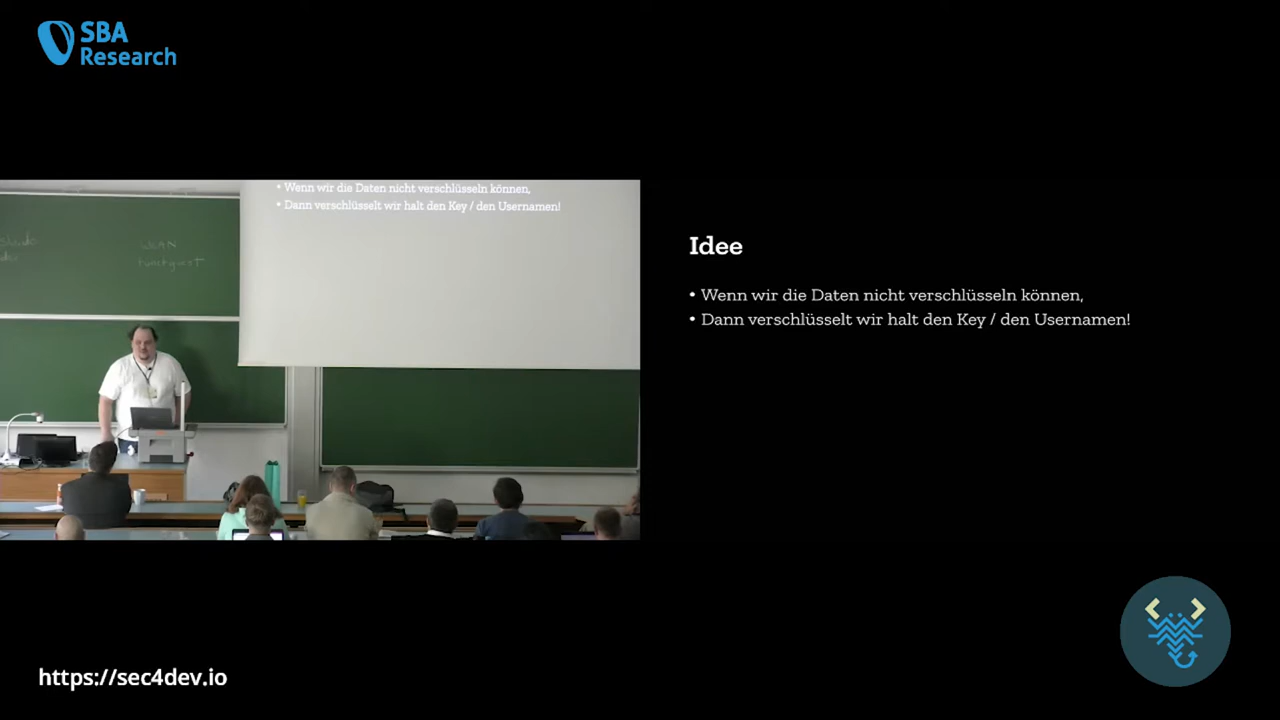 SBA
Research
• Wenn wir die Daten nicht verschlüsseln können,
• Dann verschlüsselt wir halt den Key / den Usernamen!
WLAN
Idee
• Wenn wir die Daten nicht verschlüsseln können,
• Dann verschlüsselt wir halt den Key / den Usernamen!
https://sec4dev.io